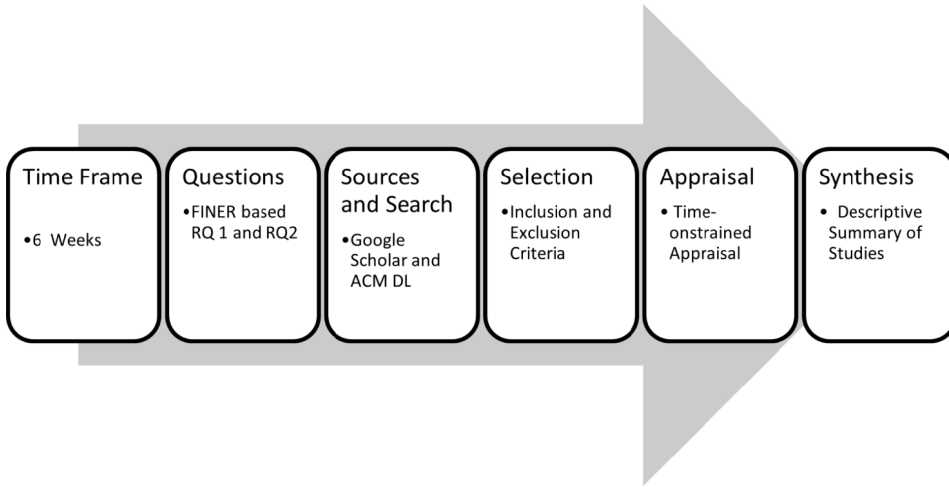 Time Frame
•6 Weeks
Questions
•FINER based
RQ 1 and RQ2
Sources
and Search
•Google
Scholar and
ACM DL
Selection
•Inclusion and
Exclusion
Criteria
Appraisal
• Time-
onstrained
Appraisal
Synthesis
• Descriptive
Summary of
Studies